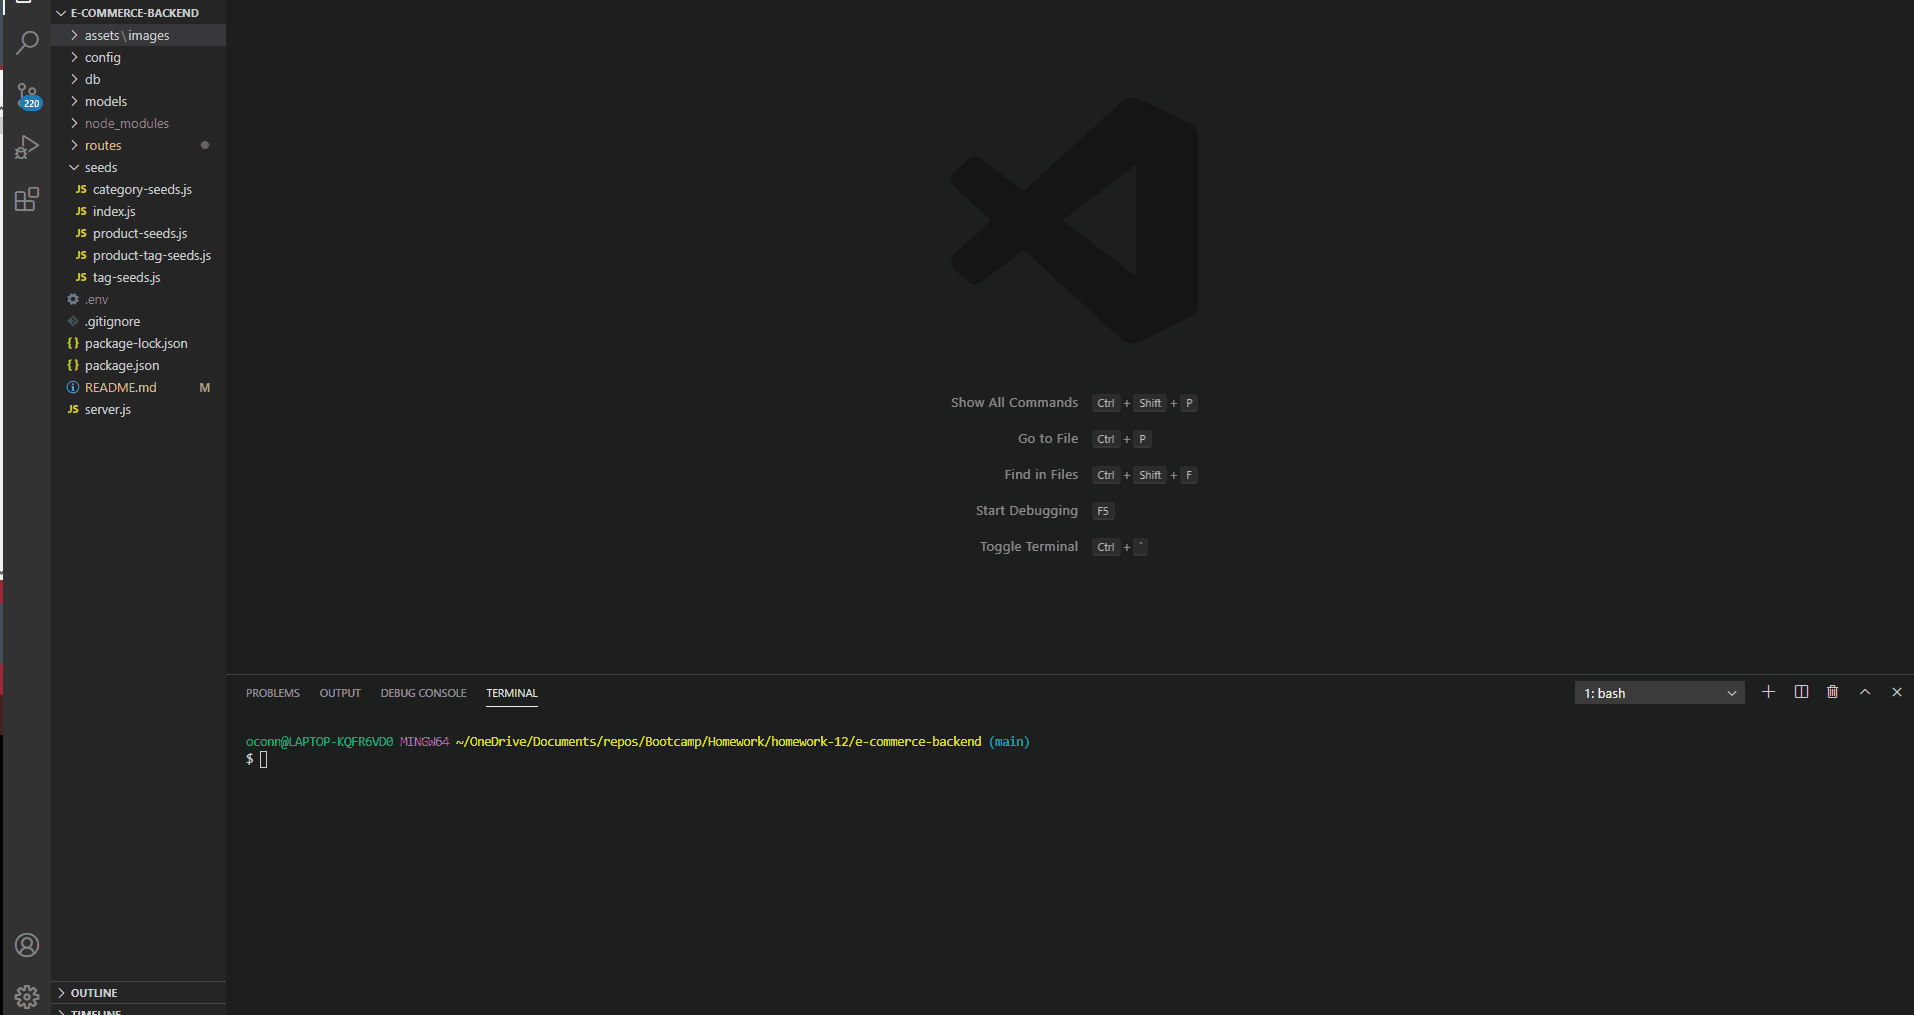 E-COMMERCE-BACKEND
assets\images
config
db
models
node_modules
routes
seeds
JS category-seeds.js
JS index.js
JS product-seeds.js
JS product-tag-seeds.js
JS tag-seeds.js
.env
.gitignore
{} package-lock.json
{} package.json
README.md M
JS server.js
220
Show All Commands Ctrl + Shift + P
Go to File Ctrl + P
Find in Files Ctrl + Shift + F
Start Debugging F5
Toggle Terminal Ctrl + `
PROBLEMS OUTPUT DEBUG CONSOLE TERMINAL 1: bash
oconn@LAPTOP-KQFR6VD0 MINGW64 ~/OneDrive/Documents/repos/Bootcamp/Homework/homework-12/e-commerce-backend (main)
$
OUTLINE
TIMELINE